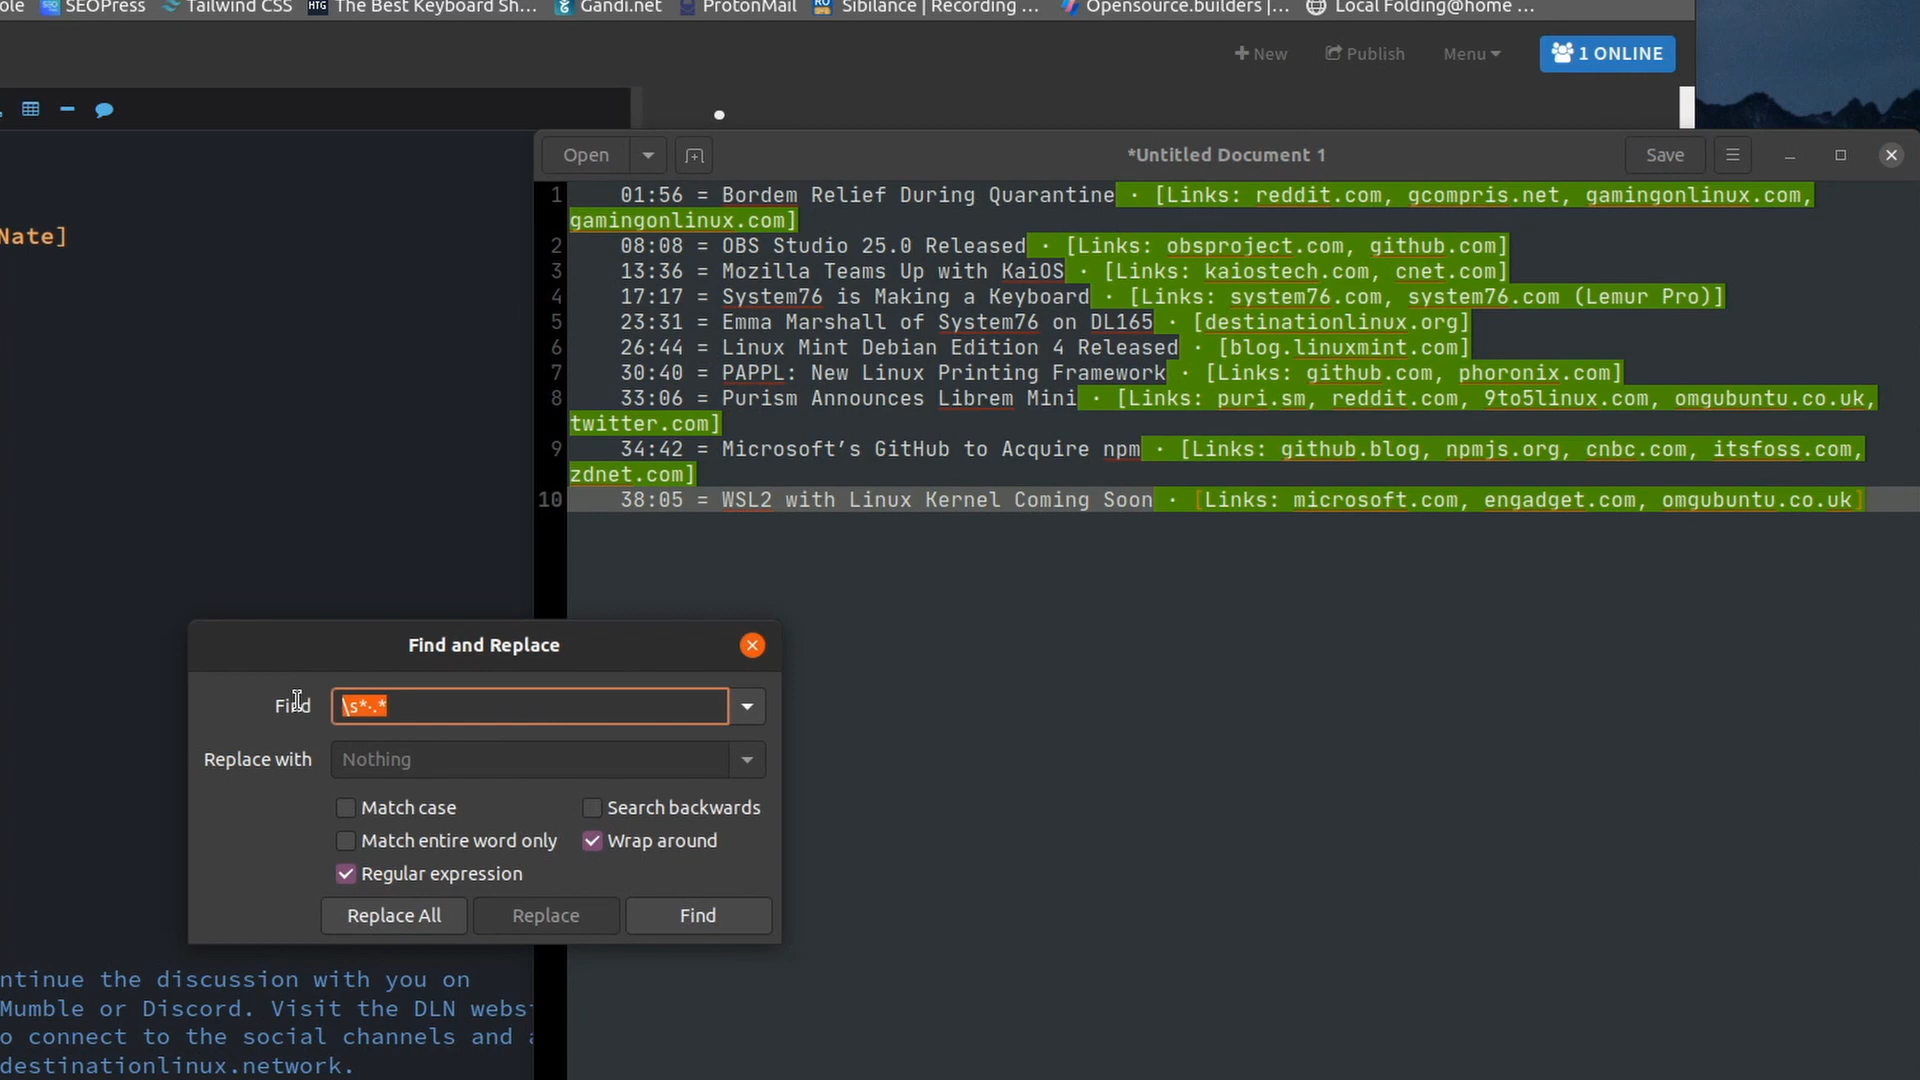 ole SEOPress Tailwind CSS HTG The Best Keyboard Sh... Gandi.net ProtonMail RO Sibilance | Recording ... Opensource.builders |... Local Folding@home ...
New Publish Menu 1 ONLINE
Open *Untitled Document 1 Save
1 01:56 = Bordem Relief During Quarantine · [Links: reddit.com, gcompris.net, gamingonlinux.com,
gamingonlinux.com]
Nate]
2 08:08 = OBS Studio 25.0 Released · [Links: obsproject.com, github.com]
3 13:36 = Mozilla Teams Up with KaiOS · [Links: kaiostech.com, cnet.com]
4 17:17 = System76 is Making a Keyboard · [Links: system76.com, system76.com (Lemur Pro)]
5 23:31 = Emma Marshall of System76 on DL165 · [destinationlinux.org]
6 26:44 = Linux Mint Debian Edition 4 Released · [blog.linuxmint.com]
7 30:40 = PAPPL: New Linux Printing Framework · [Links: github.com, phoronix.com]
8 33:06 = Purism Announces Librem Mini · [Links: puri.sm, reddit.com, 9to5linux.com, omgubuntu.co.uk,
twitter.com]
9 34:42 = Microsoft’s GitHub to Acquire npm · [Links: github.blog, npmjs.org, cnbc.com, itsfoss.com,
zdnet.com]
10 38:05 = WSL2 with Linux Kernel Coming Soon · [Links: microsoft.com, engadget.com, omgubuntu.co.uk]
Find and Replace
Find \s*·.*
Replace with Nothing
Match case Search backwards
Match entire word only Wrap around
Regular expression
Replace All Replace Find
ntinue the discussion with you on
Mumble or Discord. Visit the DLN webs
o connect to the social channels and a
destinationlinux.network.